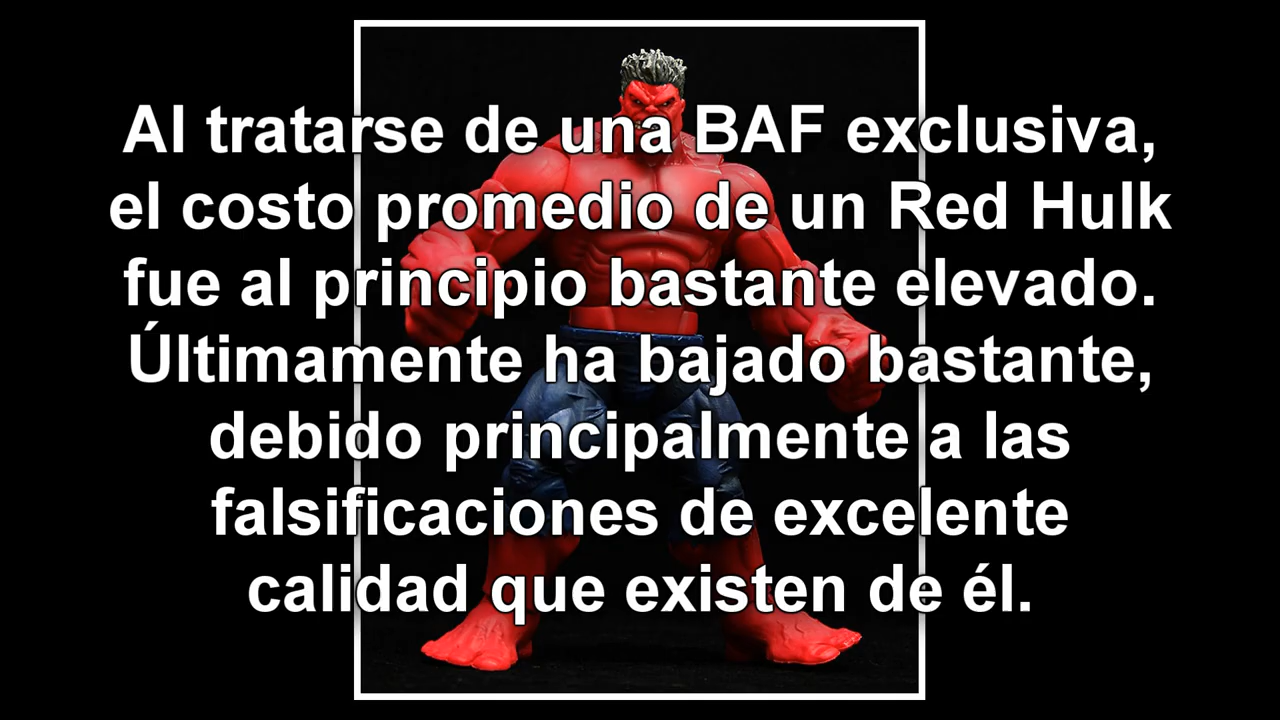 Al tratarse de una BAF exclusiva,
el costo promedio de un Red Hulk
fue al principio bastante elevado.
Últimamente ha bajado bastante,
debido principalmente a las
falsificaciones de excelente
calidad que existen de él.